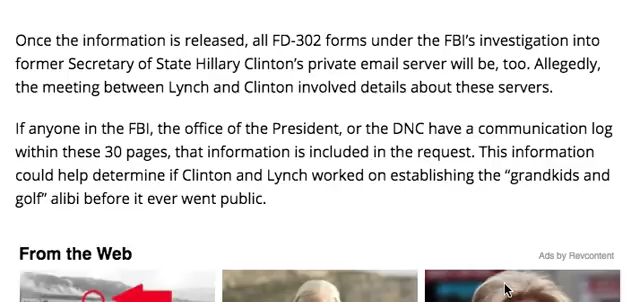 Once the information is released, all FD-302 forms under the FBI's investigation into
former Secretary of State Hillary Clinton's private email server will be, too. Allegedly,
the meeting between Lynch and Clinton involved details about these servers.
If anyone in the FBI, the office of the President, or the DNC have a communication log
within these 30 pages, that information is included in the request. This information
could help determine if Clinton and Lynch worked on establishing the “grandkids and
golf” alibi before it ever went public.
From the Web
Ads by Revcontent